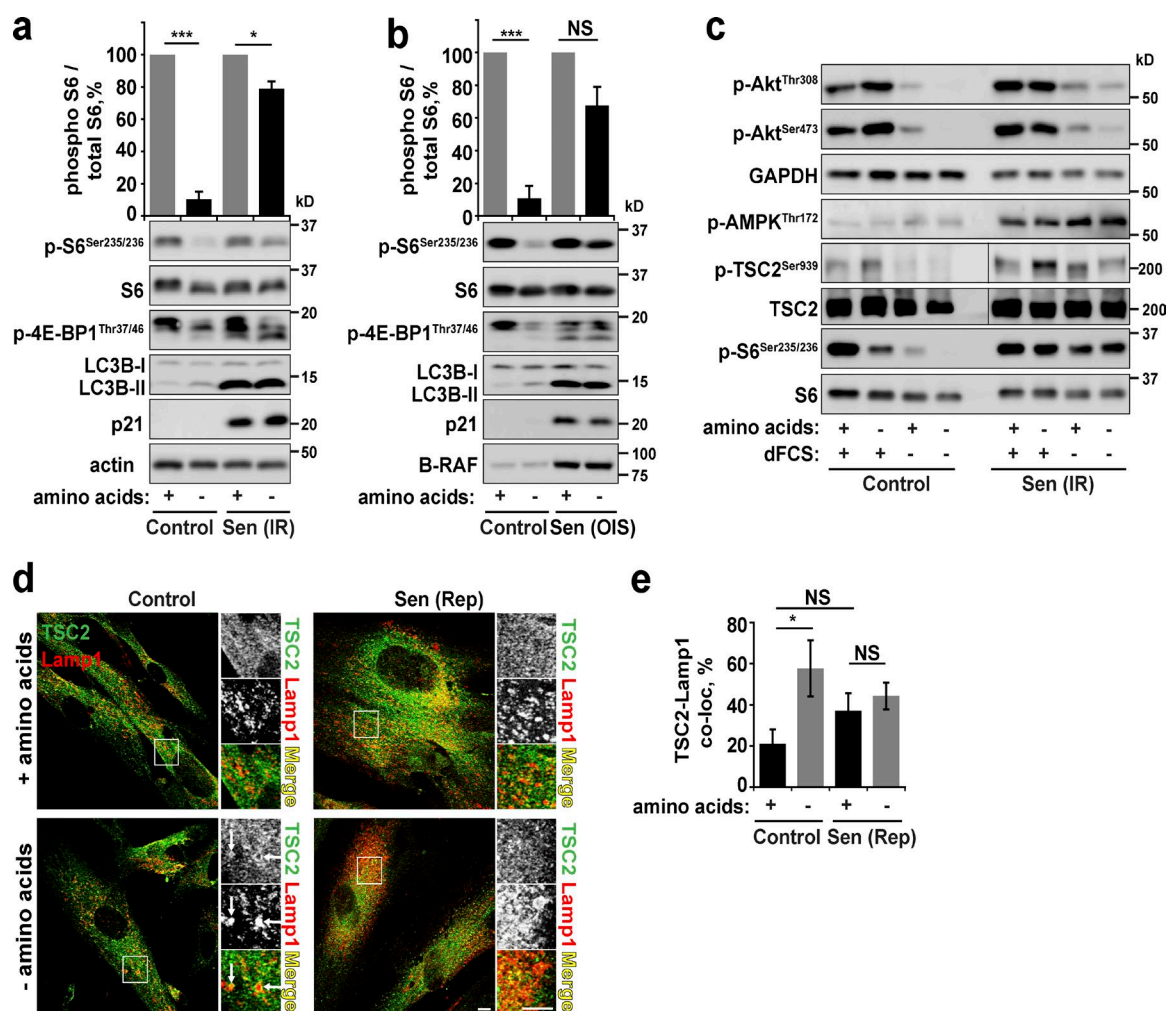 a
phospho S6 /
total S6,%
100
80
60
40
20
0
***
*
kD
p-S6Ser235/236
37
S6
37
p-4E-BP1Thr37/46
20
LC3B-I
LC3B-II
15
p21
20
actin
50
amino acids: + - + -
Control Sen (IR)
b
phospho S6 /
total S6,%
100
80
60
40
20
0
***
NS
kD
p-S6Ser235/236
37
S6
37
p-4E-BP1Thr37/46
20
LC3B-I
LC3B-II
15
p21
20
B-RAF
100
75
amino acids: + - + -
Control Sen (OIS)
c
kD
p-AktThr308
50
p-AktSer473
50
GAPDH
50
p-AMPKThr172
50
p-TSC2Ser939
200
TSC2
200
p-S6Ser235/236
37
S6
37
amino acids: + - + - + - + -
dFCS: + + - - + + - -
Control Sen (IR)
d
Control Sen (Rep)
+ amino acids
TSC2
Lamp1
TSC2 Lamp1 Merge
TSC2 Lamp1 Merge
- amino acids
TSC2 Lamp1 Merge
TSC2 Lamp1 Merge
e
TSC2-Lamp1
co-loc, %
80
60
40
20
0
NS
*
NS
amino acids: + - + -
Control Sen (Rep)